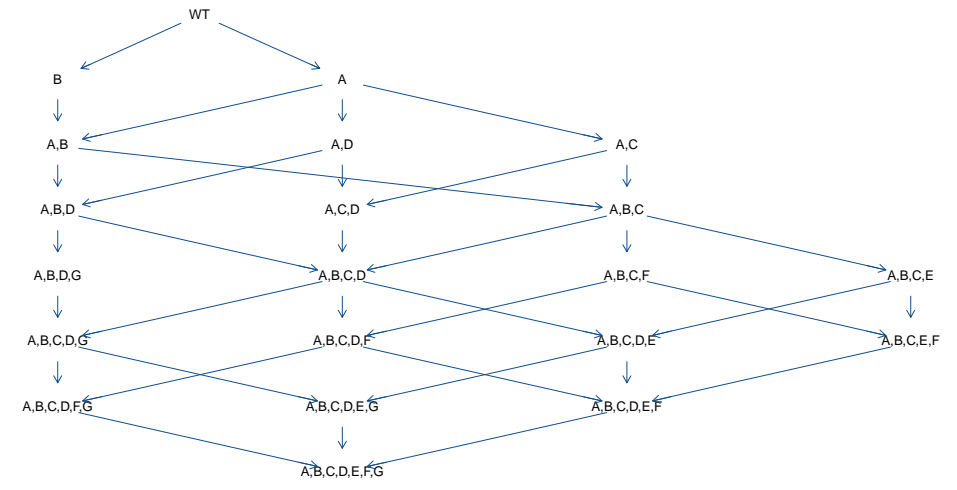 WT
B
A
A,B
A,D
A,C
A,B,D
A,C,D
A,B,C
A,B,D,G
A,B,C,D
A,B,C,F
A,B,C,E
A,B,C,D,G
A,B,C,D,F
A,B,C,D,E
A,B,C,E,F
A,B,C,D,F,G
A,B,C,D,E,G
A,B,C,D,E,F
A,B,C,D,E,F,G